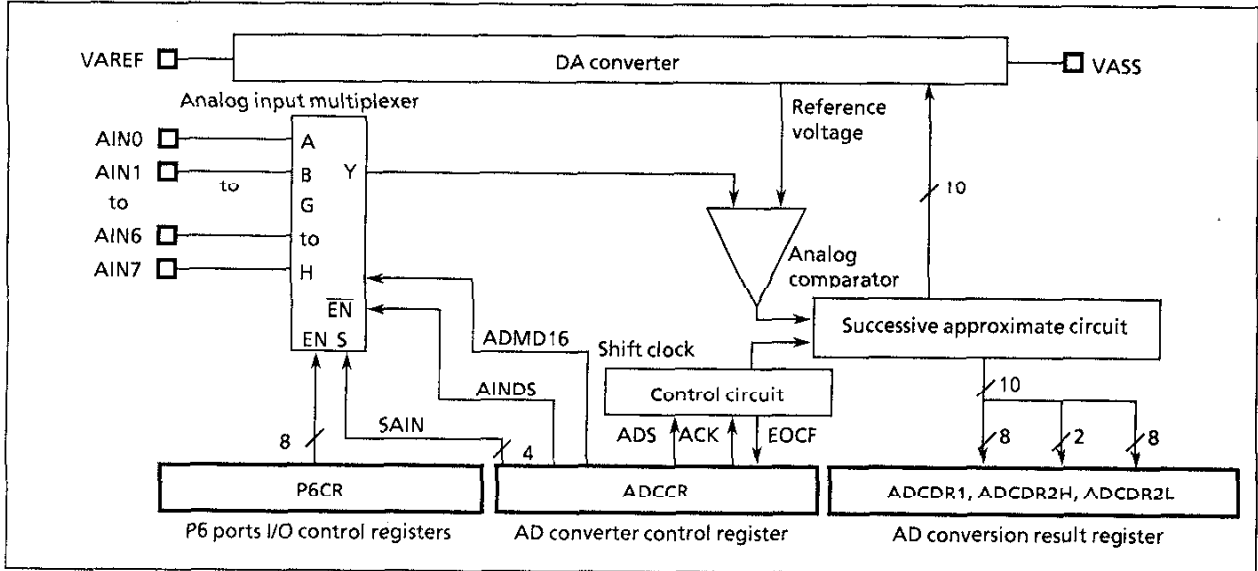 VAREF
DA converter
VASS
Analog input multiplexer
Reference
voltage
AIN0
A
AIN1
B
Y
to
to
G
10
AIN6
to
AIN7
H
Analog
comparator
EN
Successive approximate circuit
EN S
ADMD16
Shift clock
Control circuit
10
AINDS
SAIN
ADS
ACK
EOCF
8
4
8
2
8
P6CR
ADCCR
ADCDR1, ADCDR2H, ADCDR2L
P6 ports I/O control registers
AD converter control register
AD conversion result register